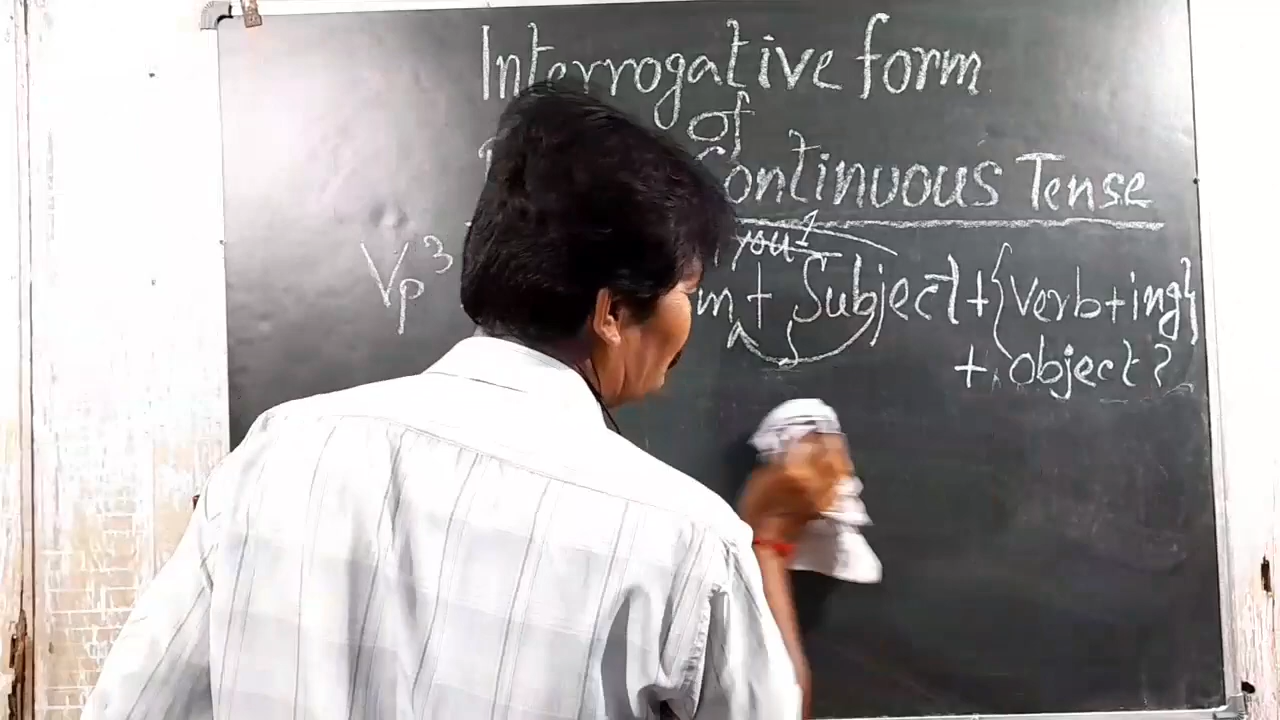 Interrogative form
of
Continuous Tense
you
Vp3 m + Subject + {Verb+ing}
+ object?